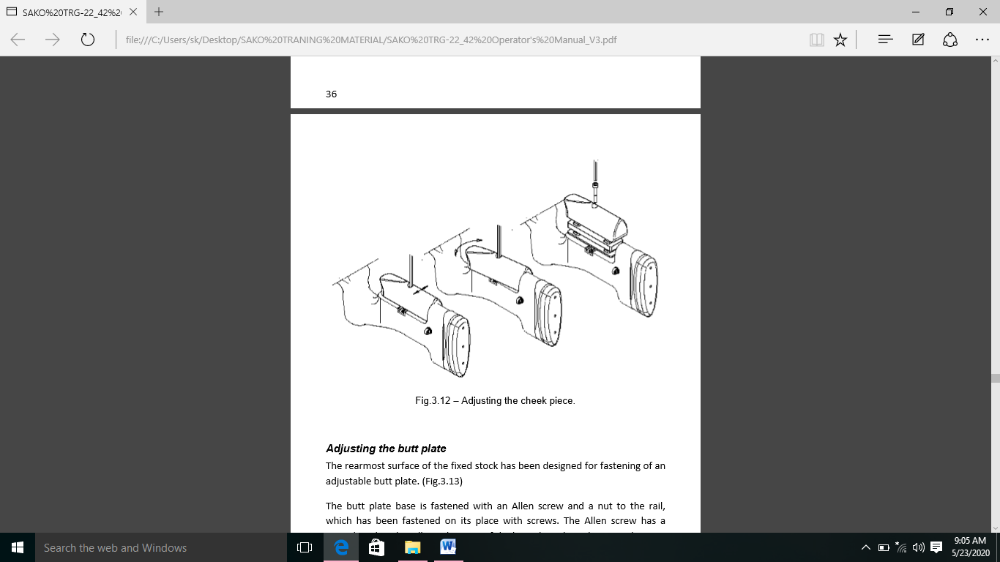 SAKO%20TRG-22_42%20
file:///C:/Users/sk/Desktop/SAKO%20TRANING%20MATERIAL/SAKO%20TRG-22_42%20Operator's%20Manual_V3.pdf
36
Fig.3.12 – Adjusting the cheek piece.
Adjusting the butt plate
The rearmost surface of the fixed stock has been designed for fastening of an
adjustable butt plate. (Fig.3.13)
The butt plate base is fastened with an Allen screw and a nut to the rail,
which has been fastened on its place with screws. The Allen screw has a
Search the web and Windows
9:05 AM
5/23/2020